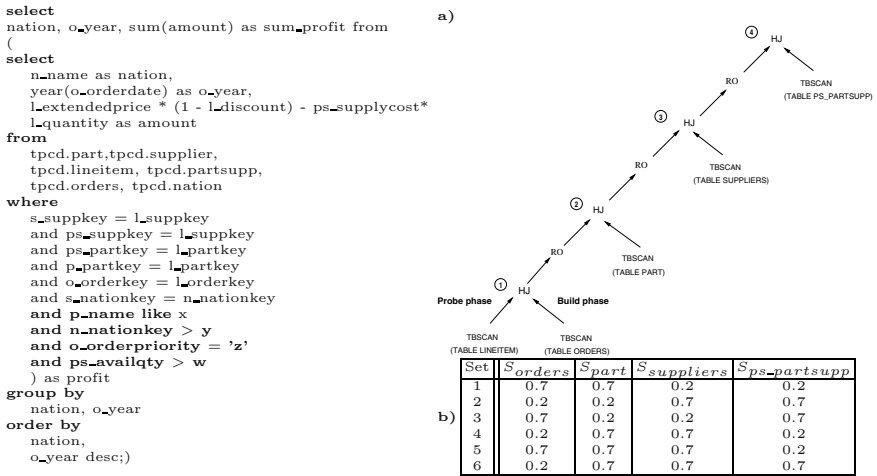 select
nation, o_year, sum(amount) as sum_profit from
(
select
n_name as nation,
year(o_orderdate) as o_year,
l_extendedprice * (1 - l_discount) - ps_supplycost*
l_quantity as amount
from
tpcd.part,tpcd.supplier,
tpcd.lineitem, tpcd.partsupp,
tpcd.orders, tpcd.nation
where
s_suppkey = l_suppkey
and ps_suppkey = l_suppkey
and ps_partkey = l_partkey
and p_partkey = l_partkey
and o_orderkey = l_orderkey
and s_nationkey = n_nationkey
and p_name like x
and n_nationkey > y
and o_orderpriority = 'z'
and ps_availqty > w
) as profit
group by
nation, o_year
order by
nation,
o_year desc;)
a)
4
HJ
RO
TBSCAN
(TABLE PS_PARTSUPP)
3
HJ
RO
TBSCAN
(TABLE SUPPLIERS)
2
HJ
RO
TBSCAN
(TABLE PART)
1
HJ
Probe phase
Build phase
TBSCAN
(TABLE LINEITEM)
TBSCAN
(TABLE ORDERS)
b)
Set S_orders S_part S_suppliers S_ps_partsupp
1 0.7 0.7 0.2 0.2
2 0.2 0.2 0.7 0.7
3 0.7 0.2 0.2 0.7
4 0.2 0.7 0.7 0.2
5 0.7 0.7 0.7 0.2
6 0.2 0.7 0.7 0.7